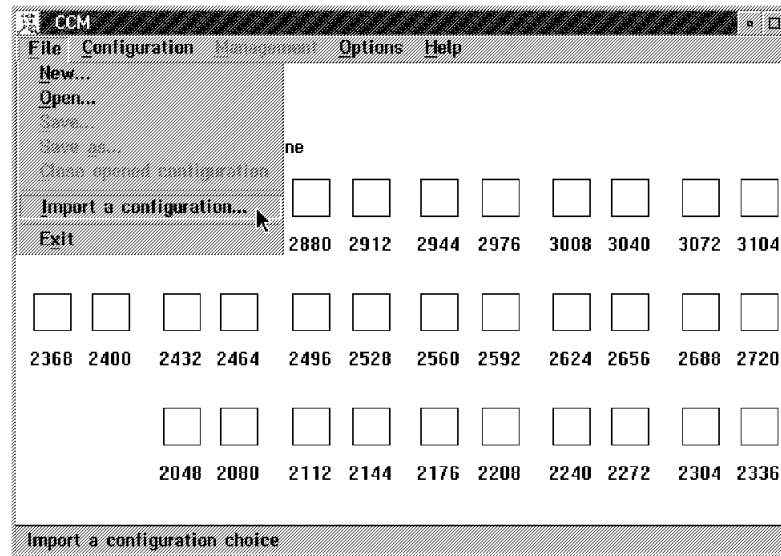 CCM
File Configuration Management Options Help
New...
Open...
Save...
Save as...
ne
Close opened configuration
Import a configuration...
Exit
2880 2912 2944 2976 3008 3040 3072 3104
2368 2400 2432 2464 2496 2528 2560 2592 2624 2656 2688 2720
2048 2080 2112 2144 2176 2208 2240 2272 2304 2336
Import a configuration choice